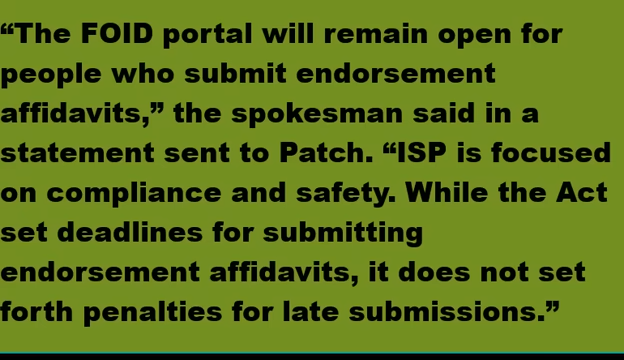 “The FOID portal will remain open for
people who submit endorsement
affidavits,” the spokesman said in a
statement sent to Patch. “ISP is focused
on compliance and safety. While the Act
set deadlines for submitting
endorsement affidavits, it does not set
forth penalties for late submissions.”